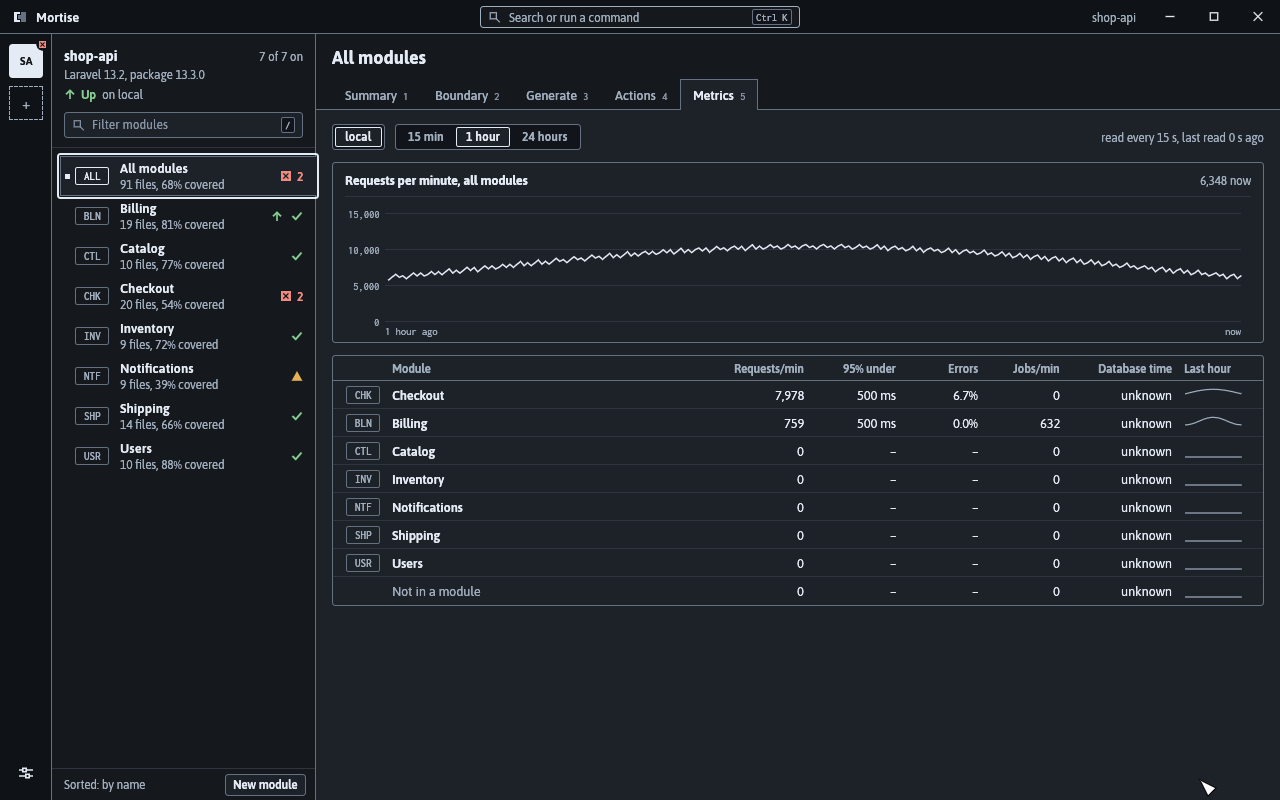 Mortise
Search or run a command
Ctrl K
shop-api
SA
+
shop-api
7 of 7 on
Laravel 13.2, package 13.3.0
Up on local
Filter modules
/
ALL
All modules
91 files, 68% covered
2
BLN
Billing
19 files, 81% covered
CTL
Catalog
10 files, 77% covered
CHK
Checkout
20 files, 54% covered
2
INV
Inventory
9 files, 72% covered
NTF
Notifications
9 files, 39% covered
SHP
Shipping
14 files, 66% covered
USR
Users
10 files, 88% covered
Sorted: by name
New module
All modules
Summary 1
Boundary 2
Generate 3
Actions 4
Metrics 5
local
15 min
1 hour
24 hours
read every 15 s, last read 0 s ago
Requests per minute, all modules
6,348 now
15,000
10,000
5,000
0
1 hour ago
now
Module Requests/min 95% under Errors Jobs/min Database time Last hour
CHK Checkout 7,978 500 ms 6.7% 0 unknown
BLN Billing 759 500 ms 0.0% 632 unknown
CTL Catalog 0 – – 0 unknown
INV Inventory 0 – – 0 unknown
NTF Notifications 0 – – 0 unknown
SHP Shipping 0 – – 0 unknown
USR Users 0 – – 0 unknown
Not in a module 0 – – 0 unknown